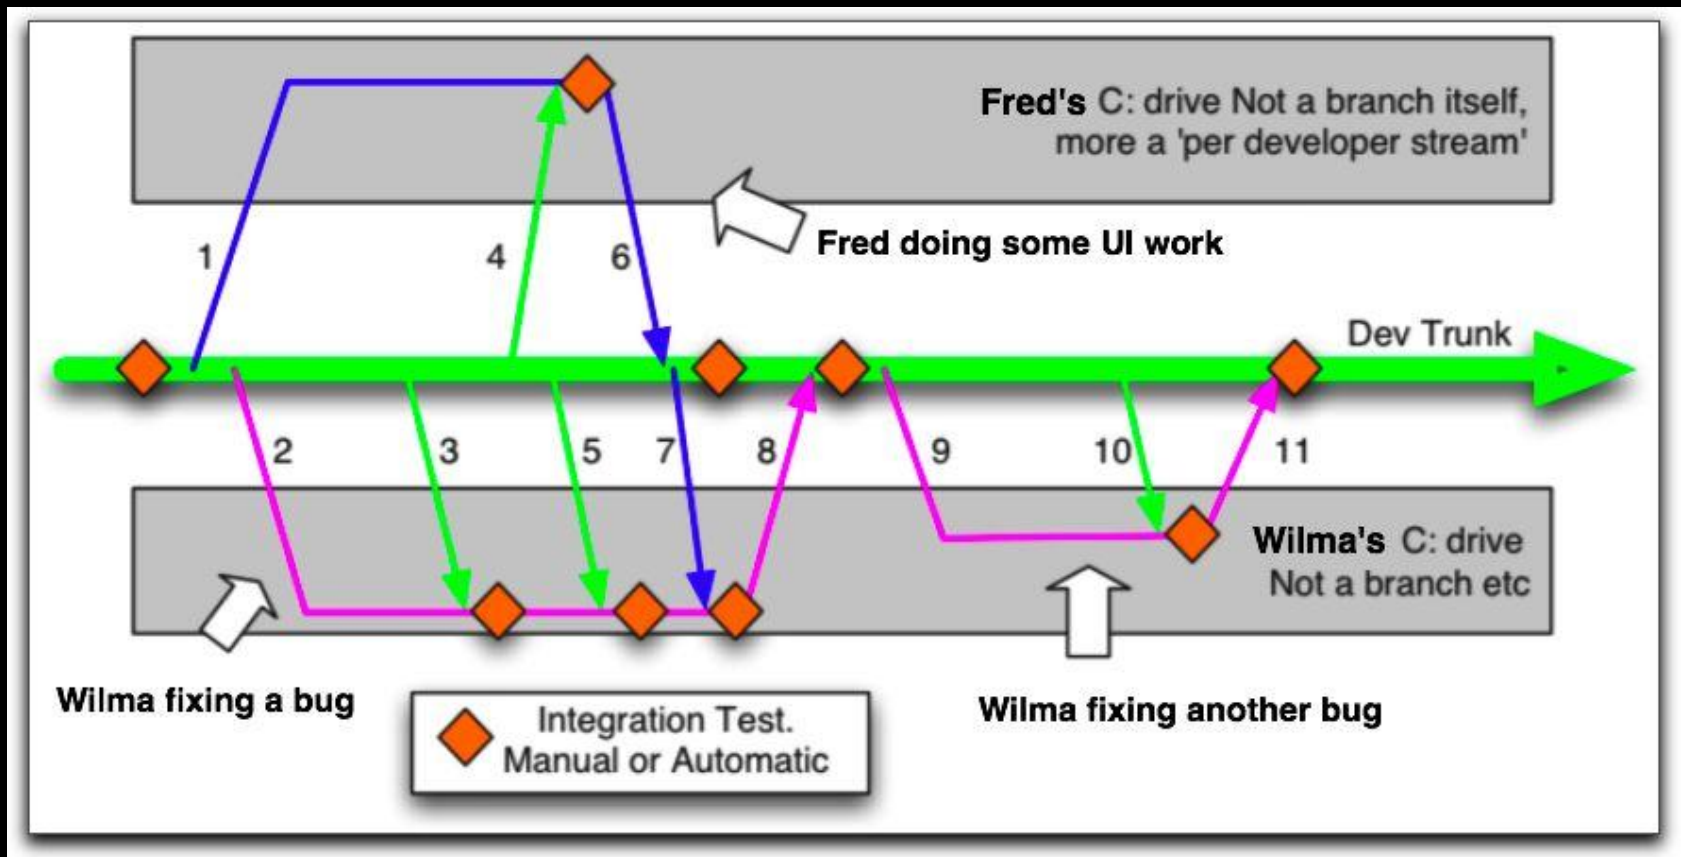 Fred's C: drive Not a branch itself,
more a 'per developer stream'
1
4
6
Fred doing some UI work
Dev Trunk
2
3
5
7
8
9
10
11
Wilma's C: drive
Not a branch etc
Wilma fixing a bug
Integration Test.
Manual or Automatic
Wilma fixing another bug